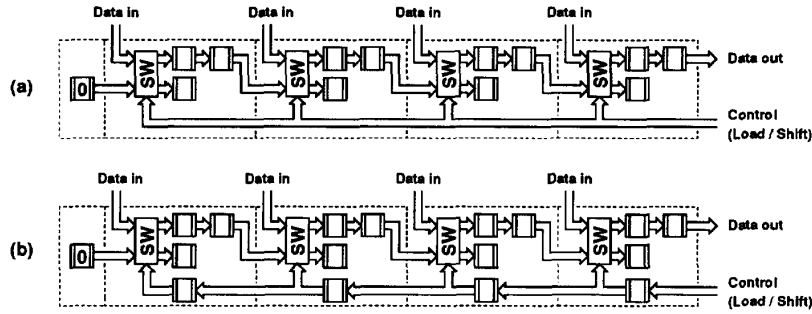 Data in Data in Data in Data in
SW SW SW SW
Data out
(a)
0
Control
(Load / Shift)
Data in Data in Data in Data in
SW SW SW SW
Data out
(b)
0
Control
(Load / Shift)